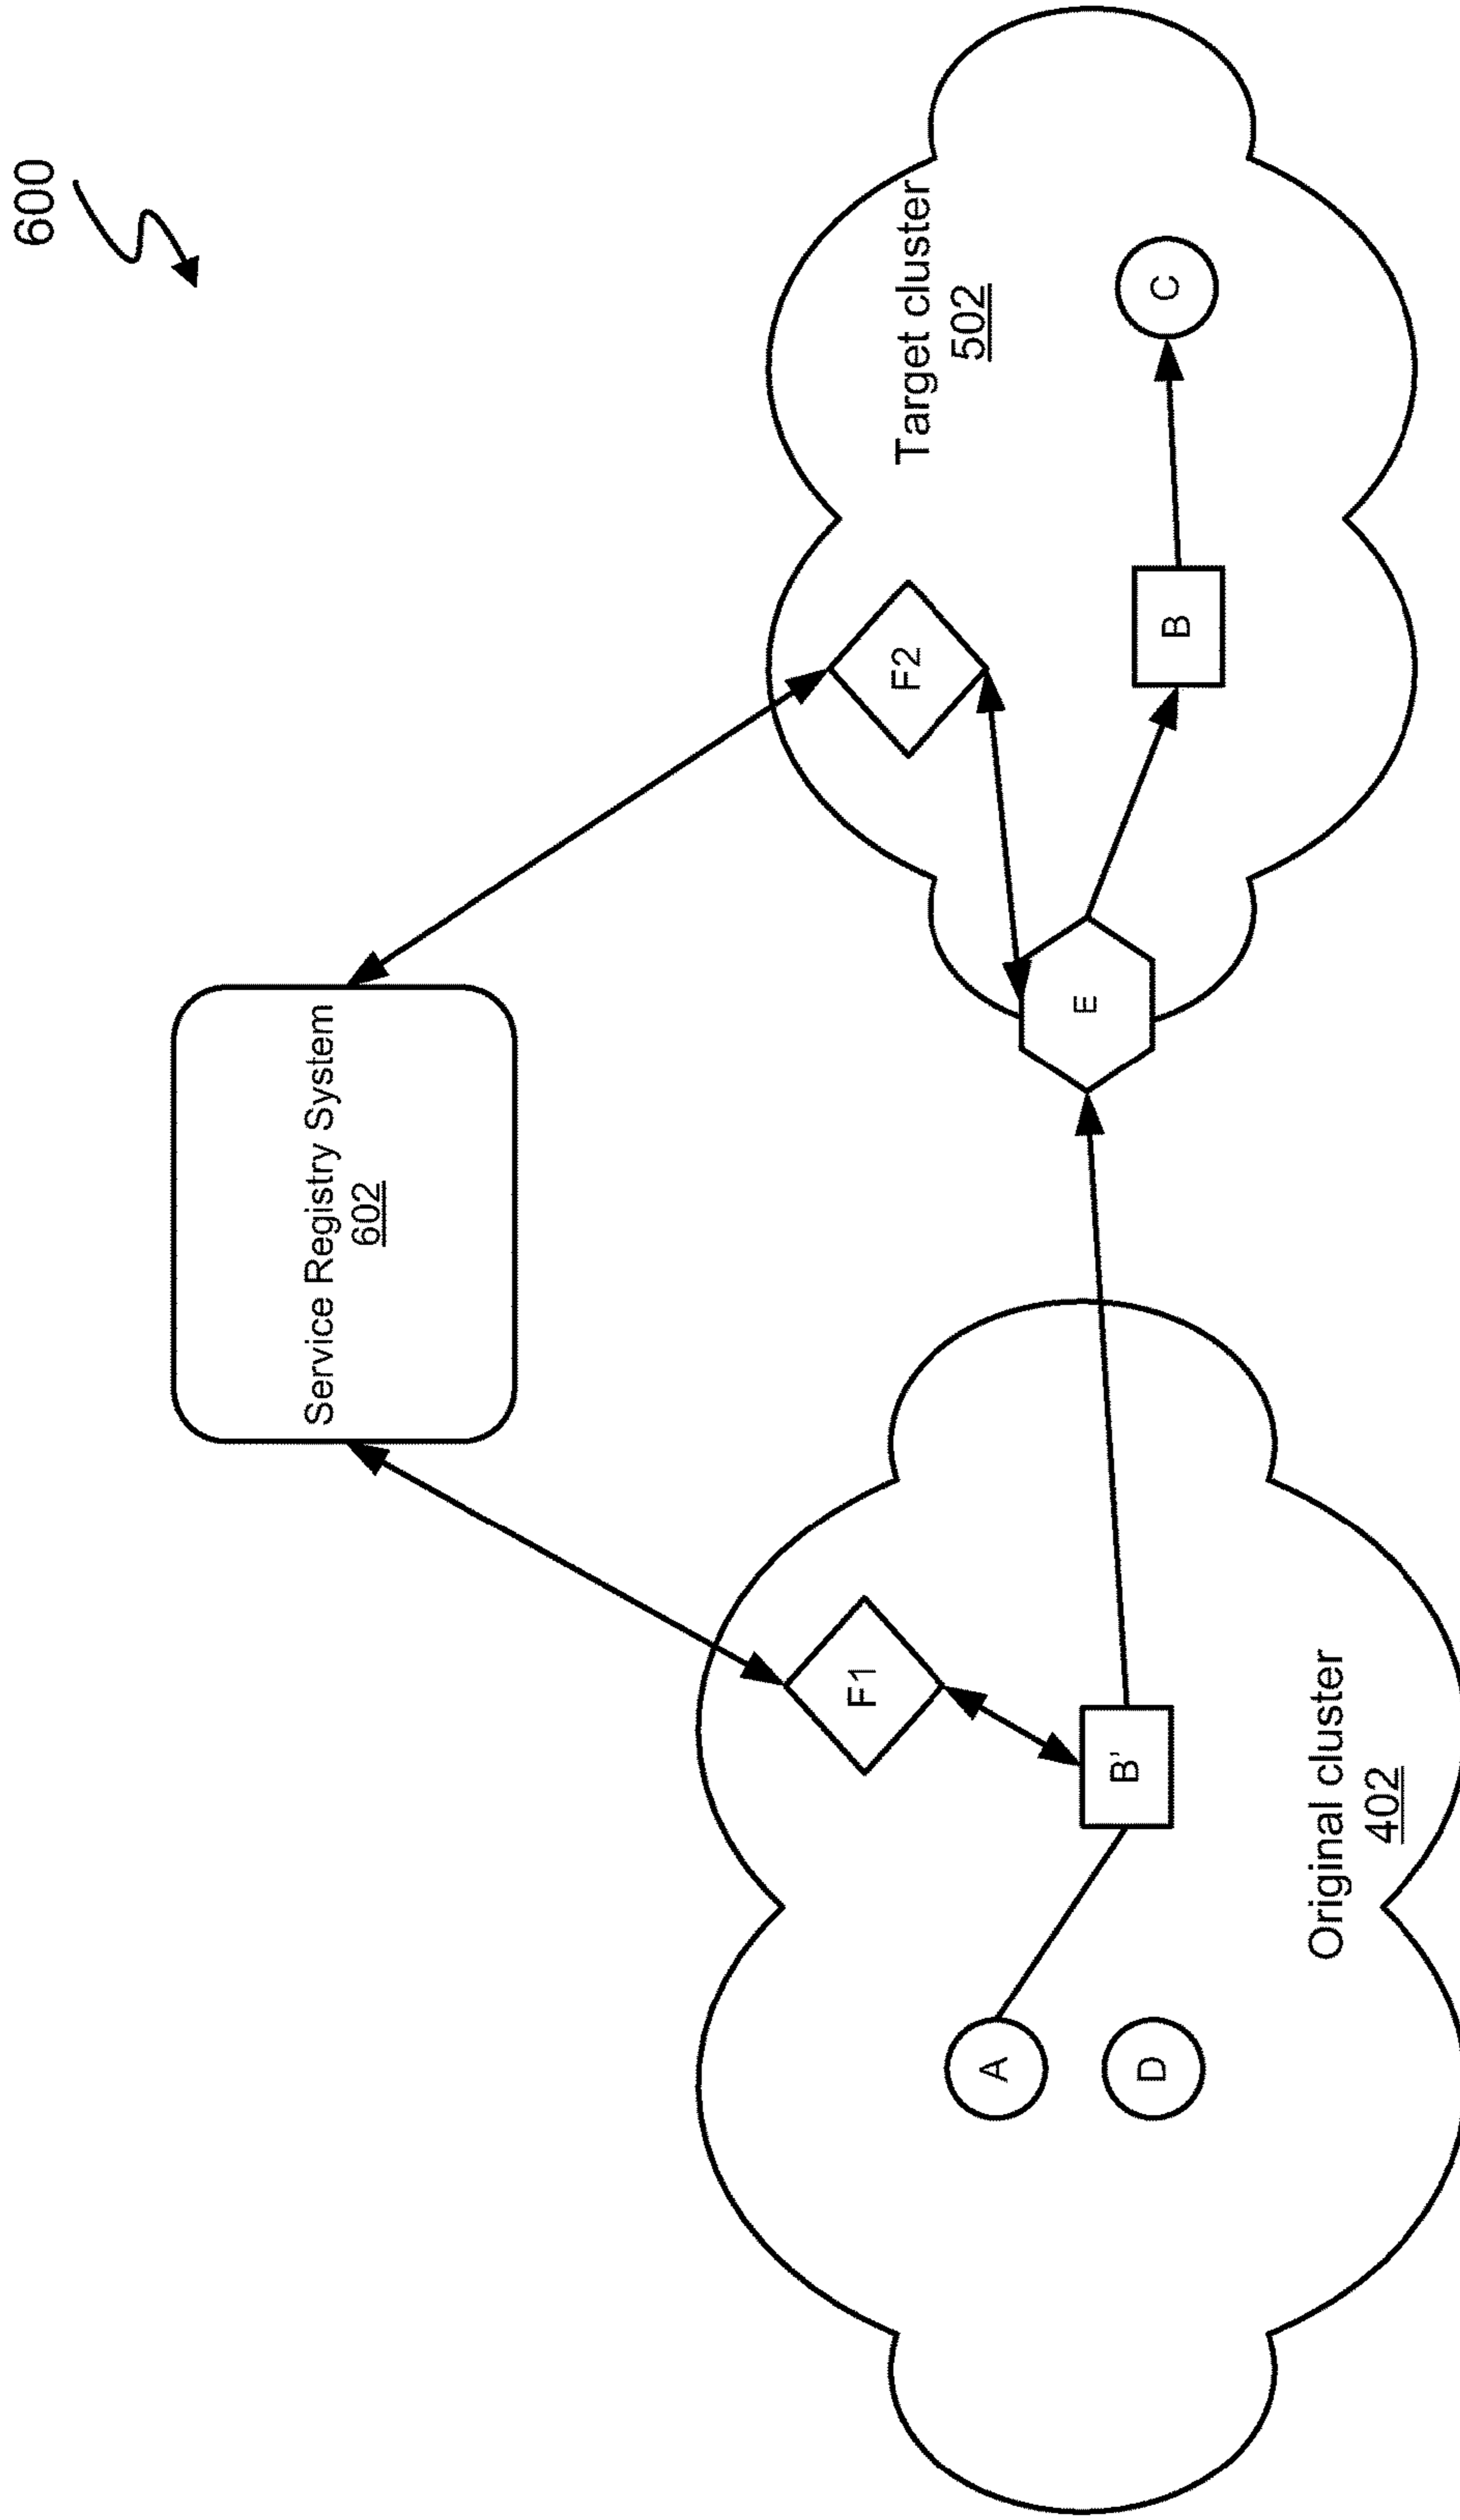 600
Service Registry System
602
Target cluster
502
F2
C
B
E
F1
B'
A
D
Original cluster
402